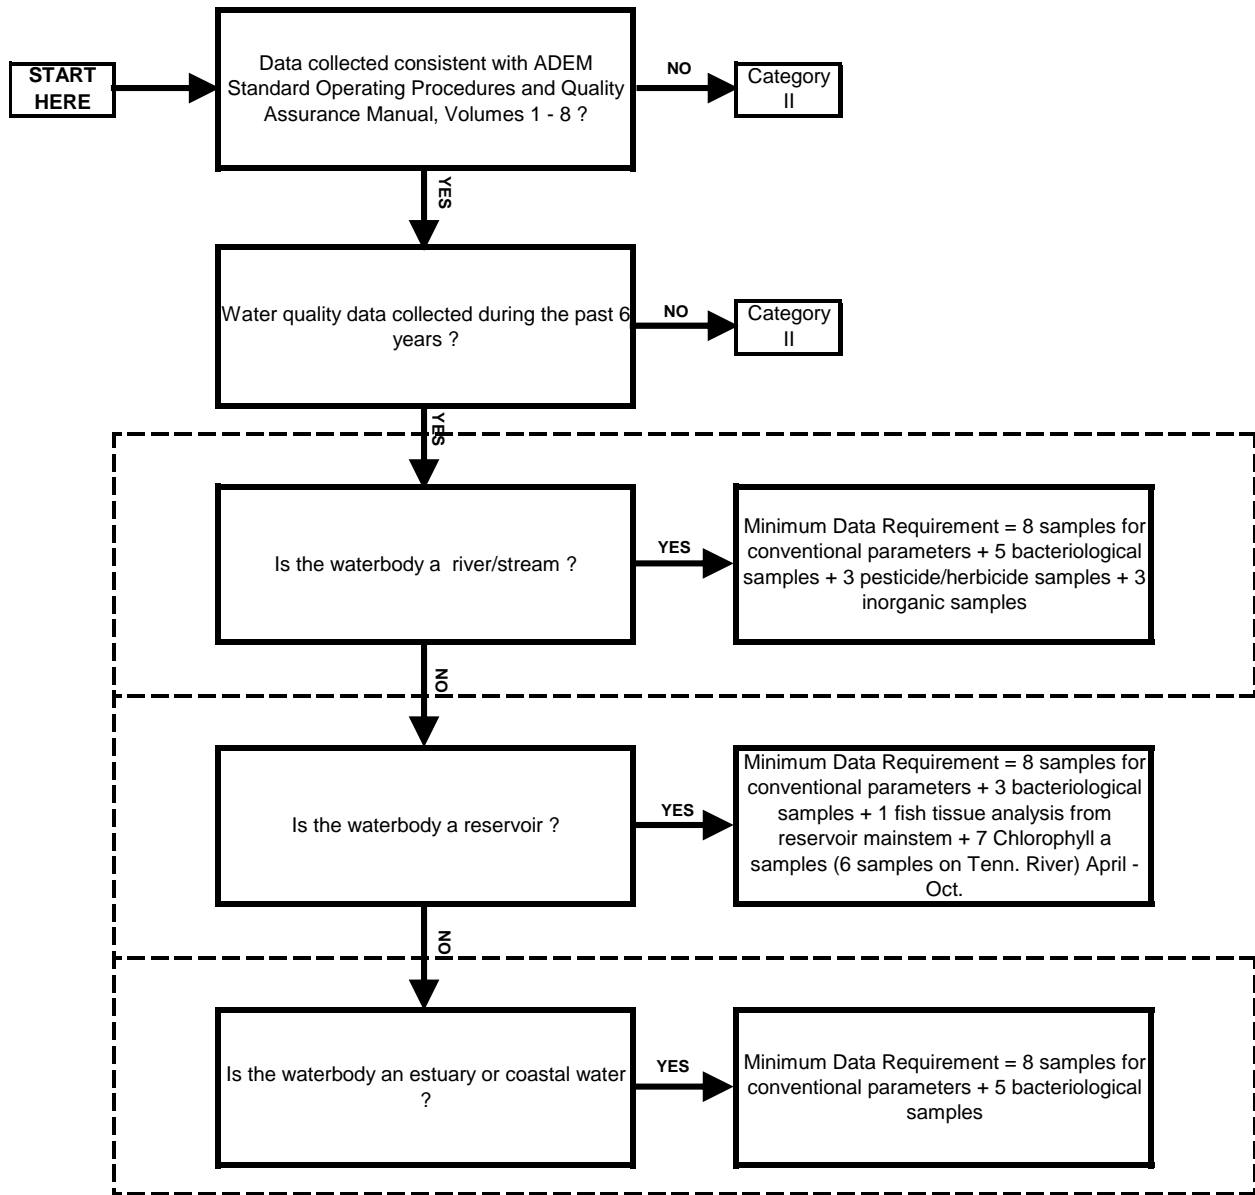 START
HERE
Data collected consistent with ADEM
Standard Operating Procedures and Quality
Assurance Manual, Volumes 1 - 8 ?
NO
Category
II
YES
Water quality data collected during the past 6
years ?
NO
Category
II
YES
Is the waterbody a  river/stream ?
YES
Minimum Data Requirement = 8 samples for
conventional parameters + 5 bacteriological
samples + 3 pesticide/herbicide samples + 3
inorganic samples
NO
Is the waterbody a reservoir ?
YES
Minimum Data Requirement = 8 samples for
conventional parameters + 3 bacteriological
samples + 1 fish tissue analysis from
reservoir mainstem + 7 Chlorophyll a
samples (6 samples on Tenn. River) April -
Oct.
NO
Is the waterbody an estuary or coastal water
?
YES
Minimum Data Requirement = 8 samples for
conventional parameters + 5 bacteriological
samples